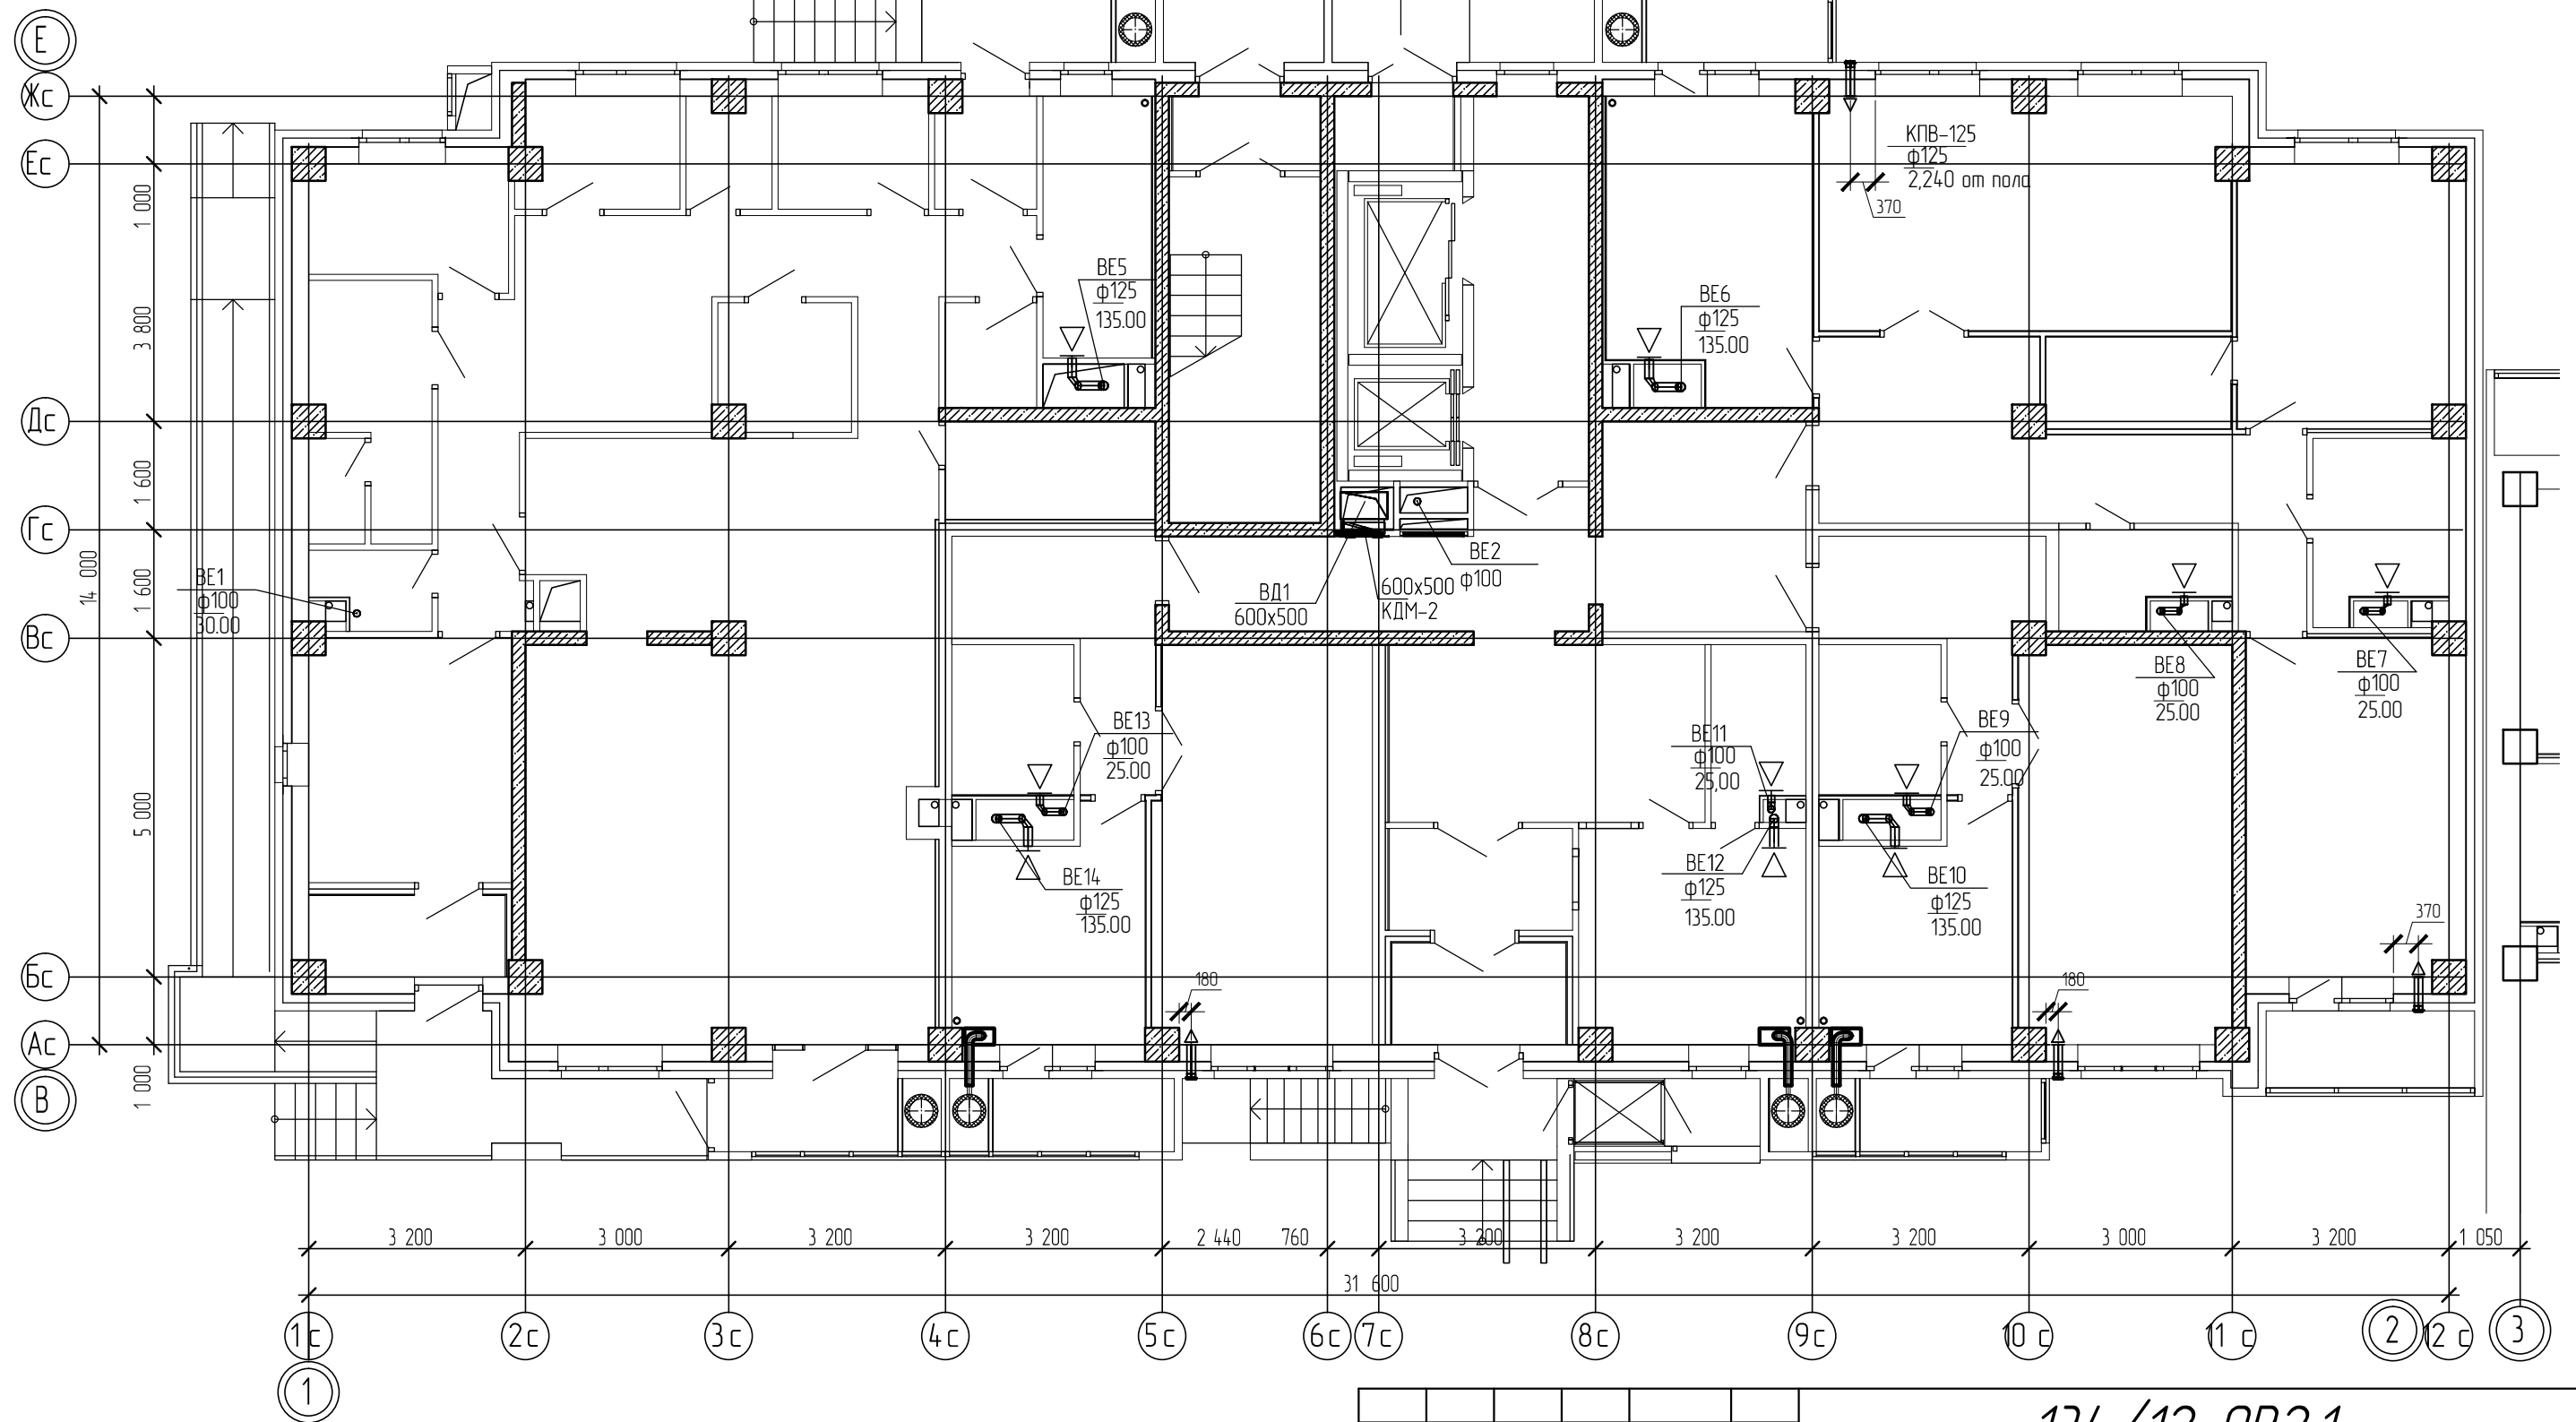 Е
Жс
Ес
Дс
Гс
Вс
Бс
Ас
В
1 000
3 800
1 600
1 600
5 000
1 000
14 000
КПВ-125
ф125
2,240 от пола
370
ВЕ5
ф125
135.00
ВЕ6
ф125
135.00
ВЕ1
ф100
30.00
ВЕ2
ф100
ВД1
600х500
600х500
КДМ-2
ВЕ8
ф100
25.00
ВЕ7
ф100
25.00
ВЕ13
ф100
25.00
ВЕ11
ф100
25,00
ВЕ9
ф100
25.00
ВЕ14
ф125
135.00
ВЕ12
ф125
135.00
ВЕ10
ф125
135.00
370
180
180
3 200
3 000
3 200
3 200
2 440
760
3 200
3 200
3 200
3 000
3 200
1 050
31 600
1с
2с
3с
4с
5с
6с
7с
8с
9с
10 с
11 с
2
12 с
3
1